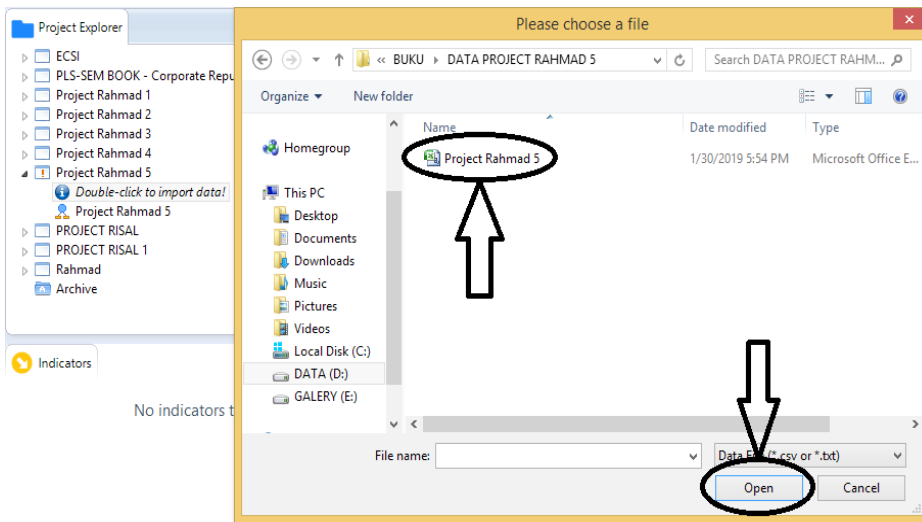 Project Explorer
ECSI
PLS-SEM BOOK - Corporate Repu
Project Rahmad 1
Project Rahmad 2
Project Rahmad 3
Project Rahmad 4
Project Rahmad 5
Double-click to import data!
Project Rahmad 5
PROJECT RISAL
PROJECT RISAL 1
Rahmad
Archive
Indicators
No indicators t
Please choose a file
« BUKU DATA PROJECT RAHMAD 5
Search DATA PROJECT RAHM...
Organize New folder
Name Date modified Type
Project Rahmad 5 1/30/2019 5:54 PM Microsoft Office E...
Homegroup
This PC
Desktop
Documents
Downloads
Music
Pictures
Videos
Local Disk (C:)
DATA (D:)
GALERY (E:)
File name: Data (*.csv or *.txt)
Open Cancel